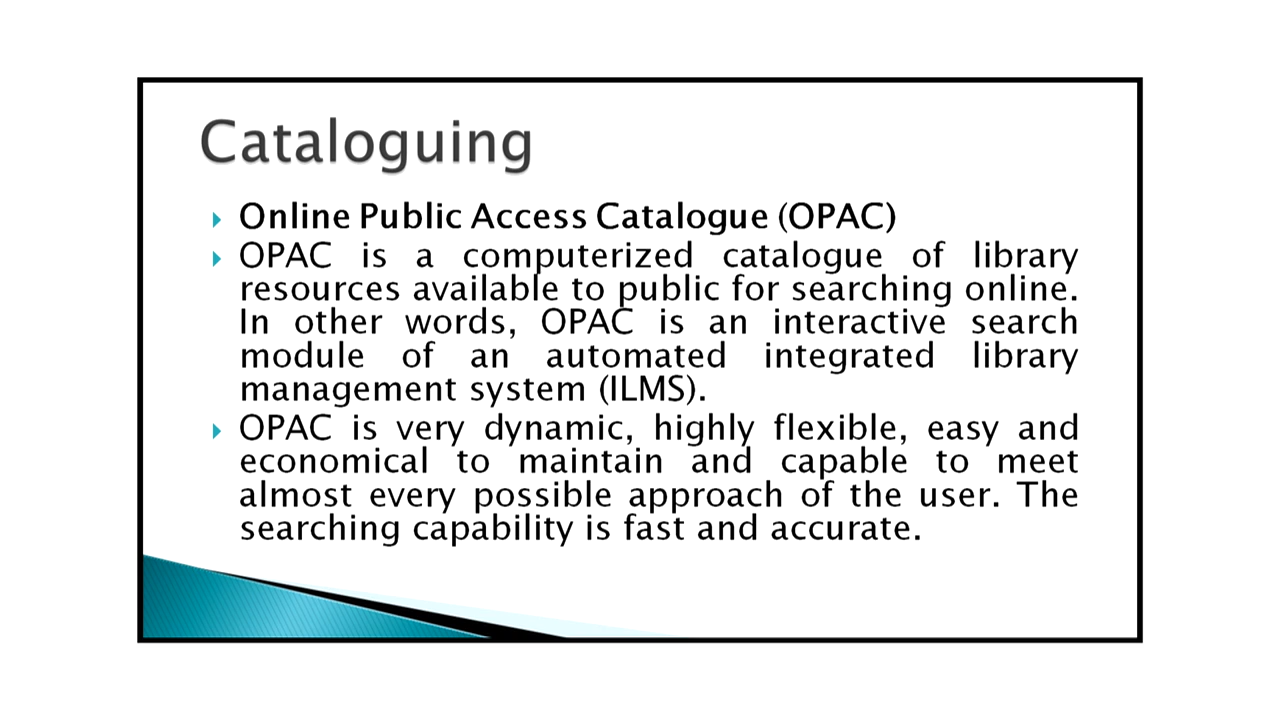 Cataloguing
Online Public Access Catalogue (OPAC)
OPAC is a computerized catalogue of library
resources available to public for searching online.
In other words, OPAC is an interactive search
module of an automated integrated library
management system (ILMS).
OPAC is very dynamic, highly flexible, easy and
economical to maintain and capable to meet
almost every possible approach of the user. The
searching capability is fast and accurate.